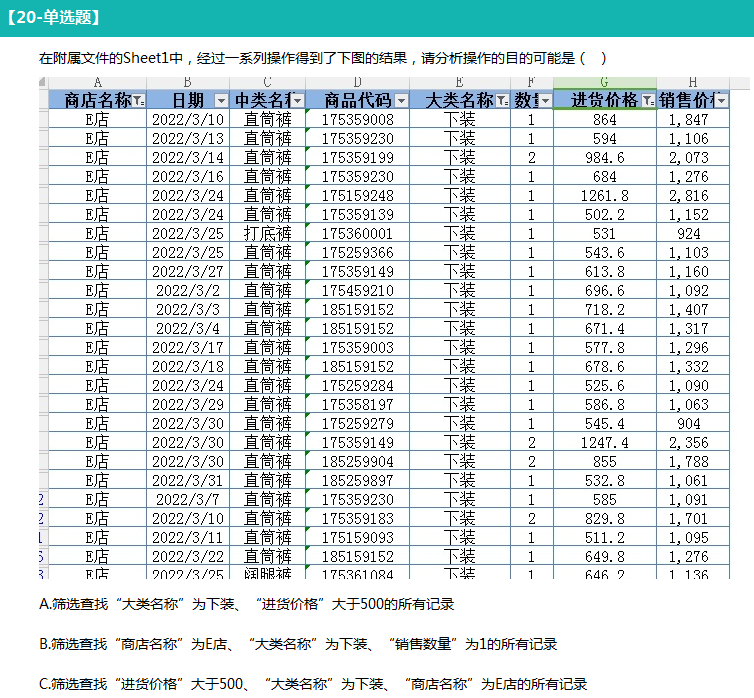 【20-单选题】
在附属文件的Sheet1中，经过一系列操作得到了下图的结果，请分析操作的目的可能是（　）
A B C D E F G H
商店名称 日期 中类名称 商品代码 大类名称 数量 进货价格 销售价格
E店 2022/3/10 直筒裤 175359008 下装 1 864 1,847
E店 2022/3/13 直筒裤 175359230 下装 1 594 1,106
E店 2022/3/14 直筒裤 175359199 下装 2 984.6 2,073
E店 2022/3/16 直筒裤 175359230 下装 1 684 1,276
E店 2022/3/24 直筒裤 175159248 下装 1 1261.8 2,816
E店 2022/3/24 直筒裤 175359139 下装 1 502.2 1,152
E店 2022/3/25 打底裤 175360001 下装 1 531 924
E店 2022/3/25 直筒裤 175259366 下装 1 543.6 1,103
E店 2022/3/27 直筒裤 175359149 下装 1 613.8 1,160
E店 2022/3/2 直筒裤 175459210 下装 1 696.6 1,092
E店 2022/3/3 直筒裤 185159152 下装 1 718.2 1,407
E店 2022/3/4 直筒裤 185159152 下装 1 671.4 1,317
E店 2022/3/17 直筒裤 175359003 下装 1 577.8 1,296
E店 2022/3/18 直筒裤 185159152 下装 1 678.6 1,332
E店 2022/3/24 直筒裤 175259284 下装 1 525.6 1,090
E店 2022/3/29 直筒裤 175358197 下装 1 586.8 1,063
E店 2022/3/30 直筒裤 175259279 下装 1 545.4 904
E店 2022/3/30 直筒裤 175359149 下装 2 1247.4 2,356
E店 2022/3/30 直筒裤 185259904 下装 2 855 1,788
E店 2022/3/31 直筒裤 185259897 下装 1 532.8 1,061
2 E店 2022/3/7 直筒裤 175359230 下装 1 585 1,091
2 E店 2022/3/10 直筒裤 175359183 下装 2 829.8 1,701
1 E店 2022/3/11 直筒裤 175159093 下装 1 511.2 1,095
5 E店 2022/3/22 直筒裤 185159152 下装 1 649.8 1,276
3 E店 2022/3/25 阔腿裤 175361084 下装 1 646.2 1,136
A.筛选查找“大类名称”为下装、“进货价格”大于500的所有记录
B.筛选查找“商店名称”为E店、“大类名称”为下装、“销售数量”为1的所有记录
C.筛选查找“进货价格”大于500、“大类名称”为下装、“商店名称”为E店的所有记录